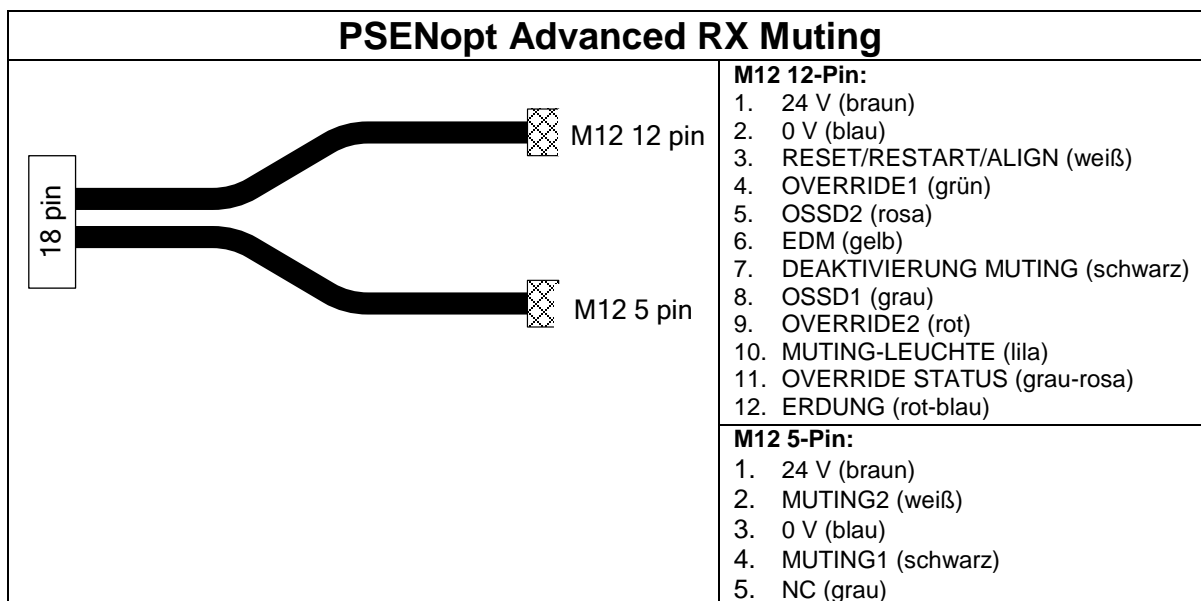 PSENopt Advanced RX Muting
18 pin
M12 12 pin
M12 5 pin
M12 12-Pin:
1. 24 V (braun)
2. 0 V (blau)
3. RESET/RESTART/ALIGN (weiß)
4. OVERRIDE1 (grün)
5. OSSD2 (rosa)
6. EDM (gelb)
7. DEAKTIVIERUNG MUTING (schwarz)
8. OSSD1 (grau)
9. OVERRIDE2 (rot)
10. MUTING-LEUCHTE (lila)
11. OVERRIDE STATUS (grau-rosa)
12. ERDUNG (rot-blau)
M12 5-Pin:
1. 24 V (braun)
2. MUTING2 (weiß)
3. 0 V (blau)
4. MUTING1 (schwarz)
5. NC (grau)